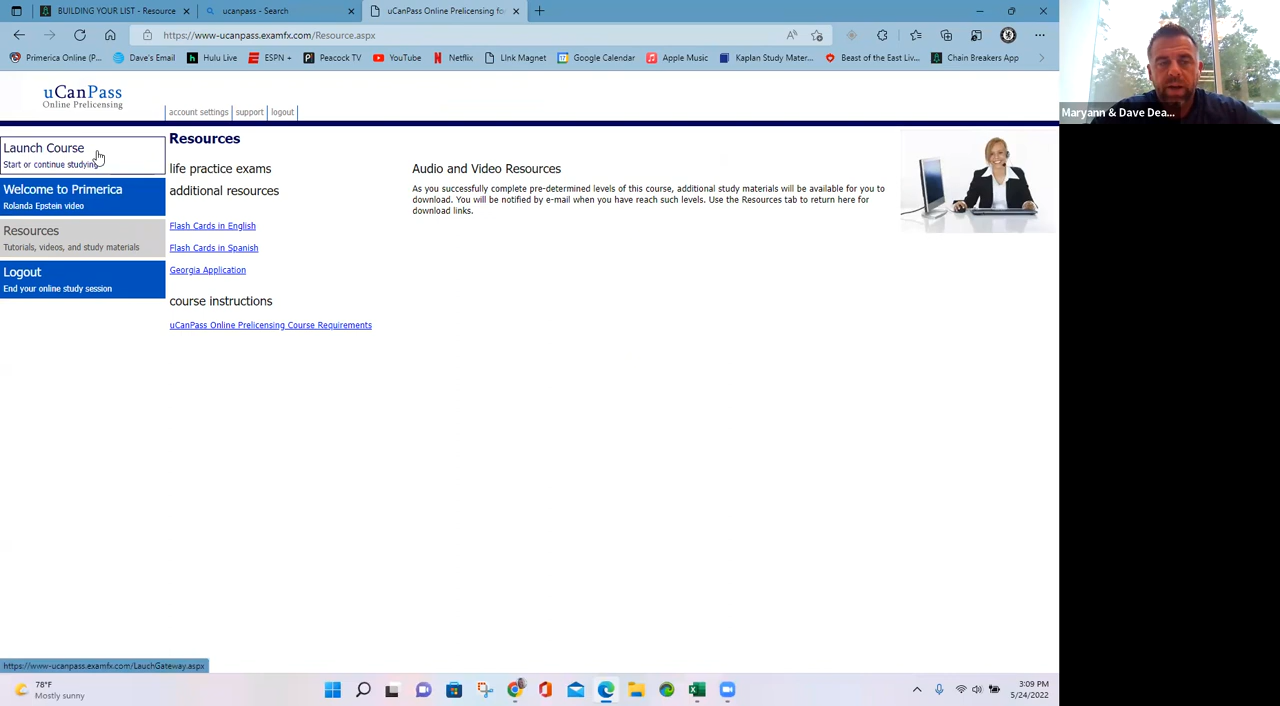 BUILDING YOUR LIST - Resource
ucanpass - Search
uCanPass Online Prelicensing for
https://www-ucanpass.examfx.com/Resource.aspx
Primerica Online (P...
Dave's Email
Hulu Live
ESPN +
Peacock TV
YouTube
Netflix
LInk Magnet
Google Calendar
Apple Music
Kaplan Study Mater...
Beast of the East Liv...
Chain Breakers App
Maryann & Dave Dea...
uCanPass
Online Prelicensing
account settings
support
logout
Launch Course
Start or continue studying
Welcome to Primerica
Rolanda Epstein video
Resources
Tutorials, videos, and study materials
Logout
End your online study session
Resources
life practice exams
additional resources
Flash Cards in English
Flash Cards in Spanish
Georgia Application
course instructions
uCanPass Online Prelicensing Course Requirements
Audio and Video Resources
As you successfully complete pre-determined levels of this course, additional study materials will be available for you to
download. You will be notified by e-mail when you have reach such levels. Use the Resources tab to return here for
download links.
https://www-ucanpass.examfx.com/LauchGateway.aspx
78°F
Mostly sunny
3:09 PM
5/24/2022